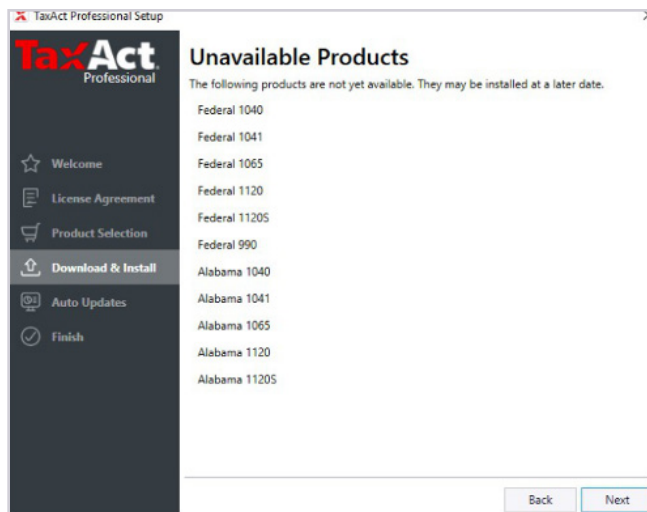 TaxAct Professional Setup
TaxAct.
Professional
Welcome
License Agreement
Product Selection
Download & Install
Auto Updates
Finish
Unavailable Products
The following products are not yet available. They may be installed at a later date.
Federal 1040
Federal 1041
Federal 1065
Federal 1120
Federal 1120S
Federal 990
Alabama 1040
Alabama 1041
Alabama 1065
Alabama 1120
Alabama 1120S
Back
Next